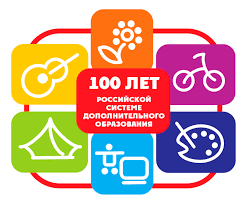 100 ЛЕТ
РОССИЙСКОЙ СИСТЕМЕ
ДОПОЛНИТЕЛЬНОГО
ОБРАЗОВАНИЯ